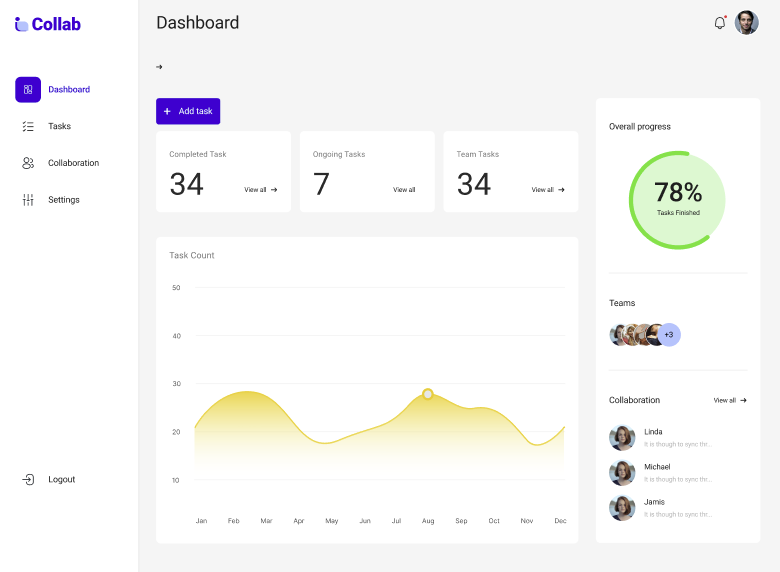 Collab
Dashboard
Dashboard
Tasks
Collaboration
Settings
Logout
Add task
Completed Task
34
View all
Ongoing Tasks
7
View all
Team Tasks
34
View all
Task Count
50
40
30
20
10
Jan Feb Mar Apr May Jun Jul Aug Sep Oct Nov Dec
Overall progress
78%
Tasks Finished
Teams
+3
Collaboration
View all
Linda
It is though to sync thr...
Michael
It is though to sync thr...
Jamis
It is though to sync thr...